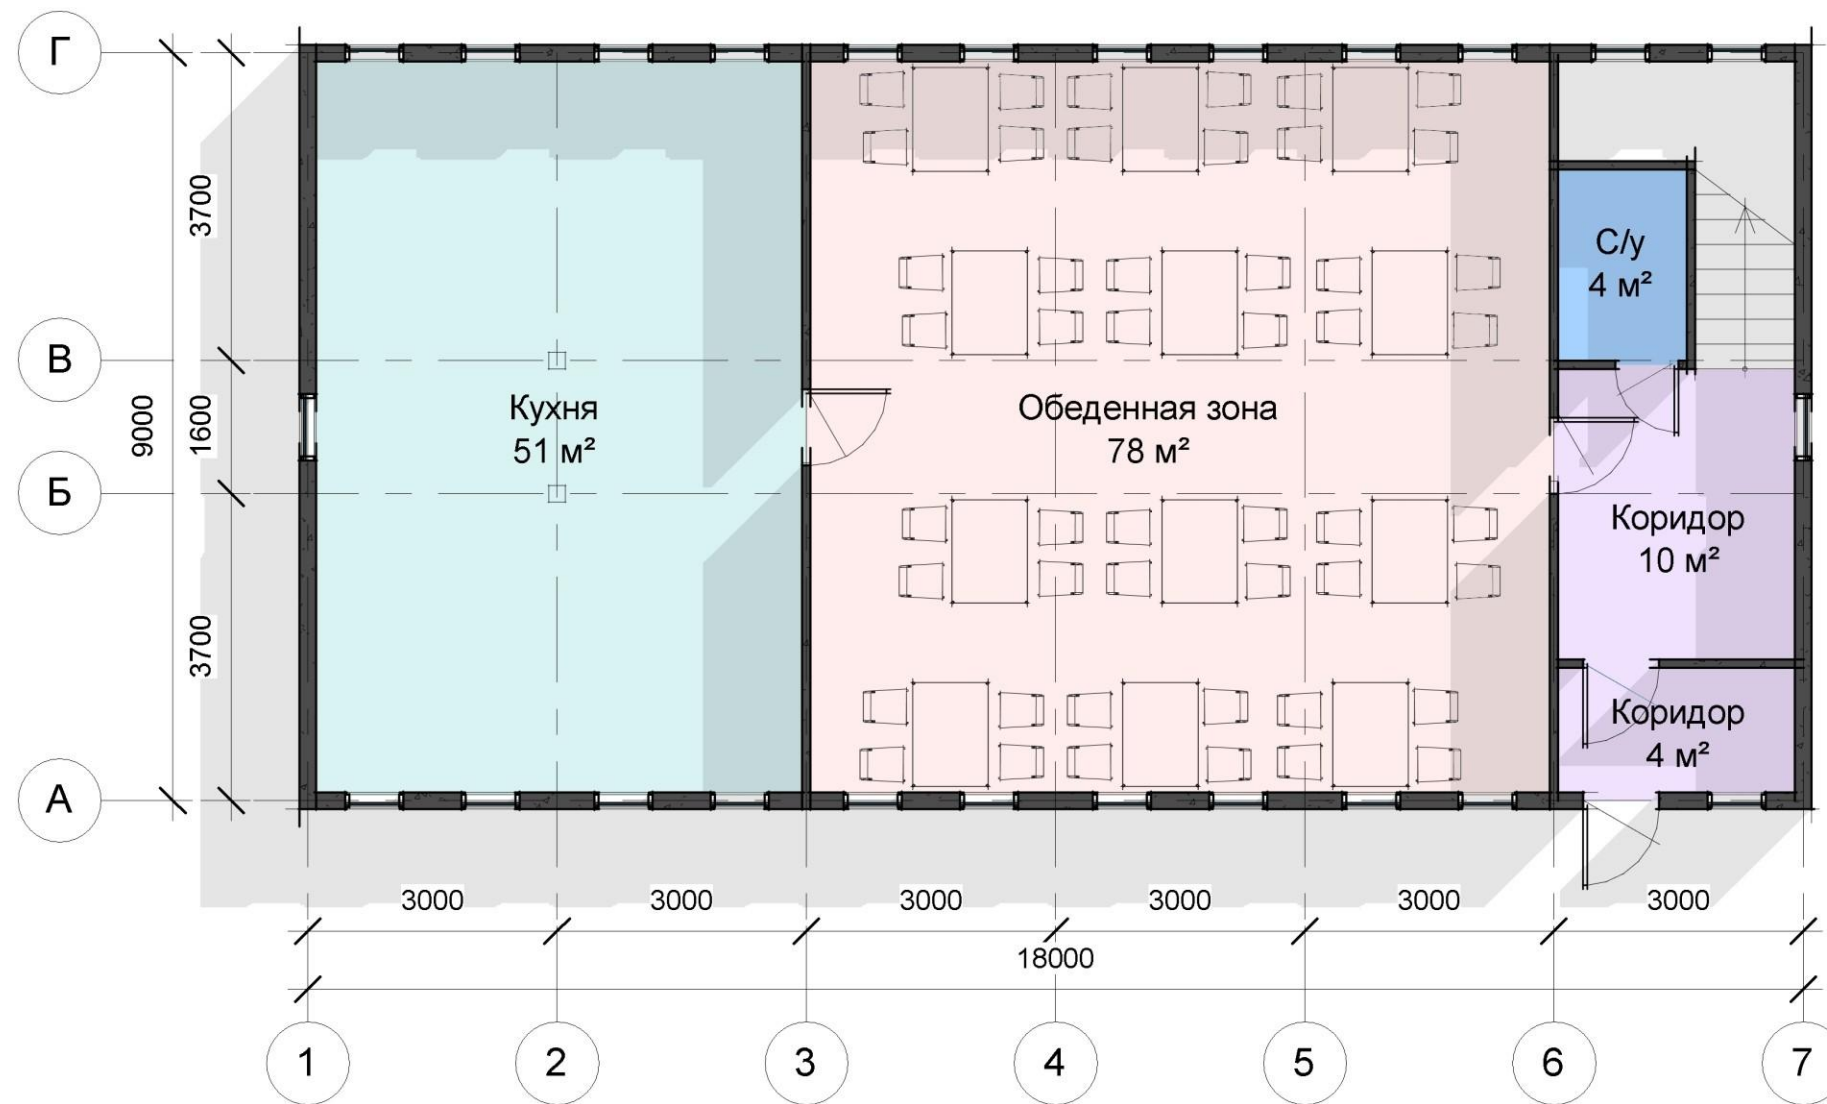 Г
В
Б
А
3700
9000
1600
3700
Кухня
51 м²
Обеденная зона
78 м²
С/у
4 м²
Коридор
10 м²
Коридор
4 м²
3000
3000
3000
3000
3000
3000
18000
1
2
3
4
5
6
7